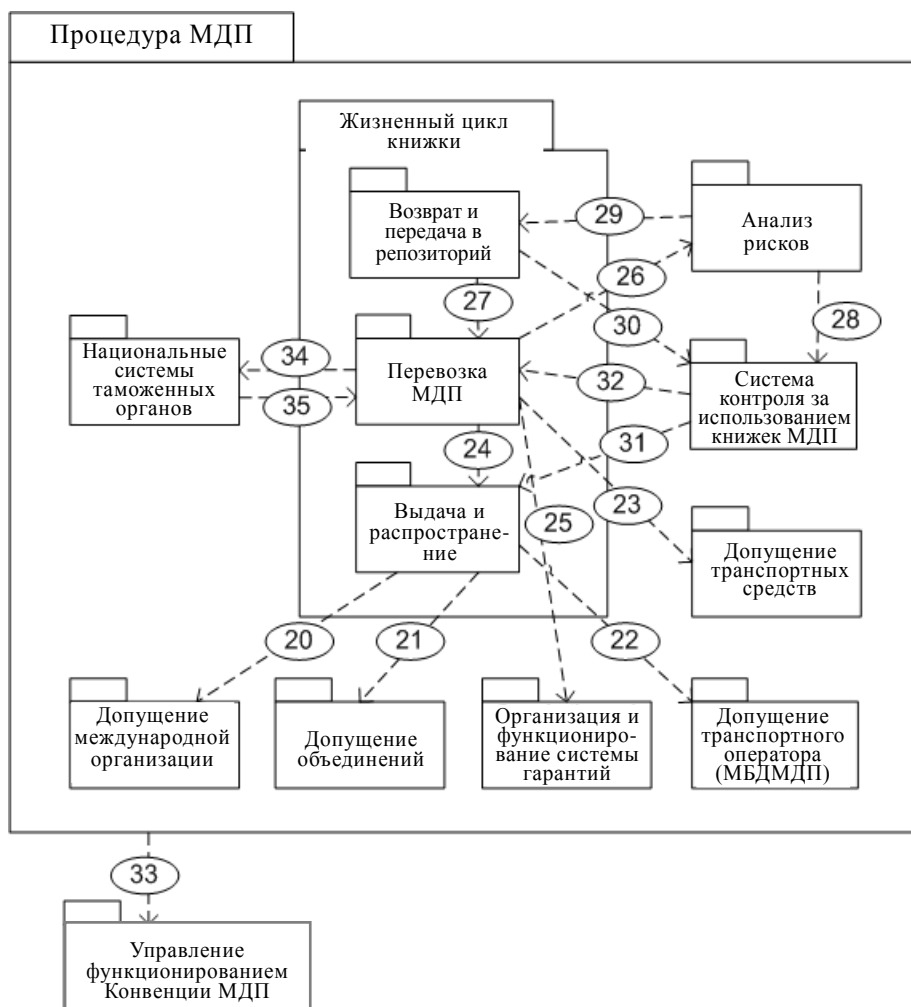 Процедура МДП
Жизненный цикл
книжки
Возврат и
передача в
репозиторий
29
Анализ
рисков
27
26
30
28
Национальные
системы
таможенных
органов
34
35
Перевозка
МДП
32
Система
контроля за
использованием
книжек МДП
24
31
Выдача и
распростране-
ние
25
23
Допущение
транспортных
средств
20
21
22
Допущение
международной
организации
Допущение
объединений
Организация и
функциониро-
вание системы
гарантий
Допущение
транспортного
оператора
(МБДМДП)
33
Управление
функционированием
Конвенции МДП